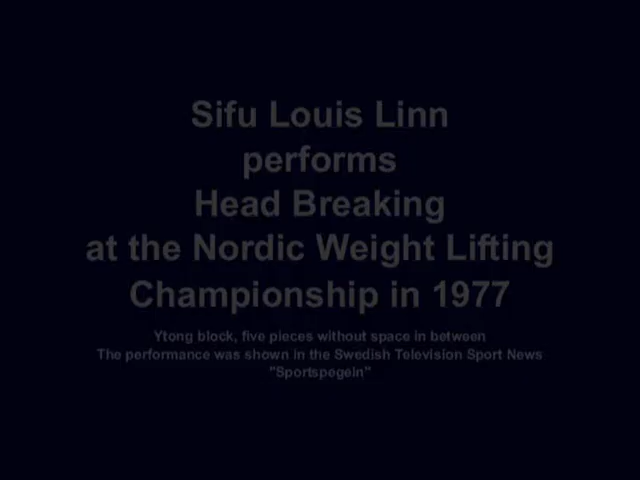 Sifu Louis Linn
performs
Head Breaking
at the Nordic Weight Lifting
Championship in 1977
Ytong block, five pieces without space in between
The performance was shown in the Swedish Television Sport News
"Sportspegeln"